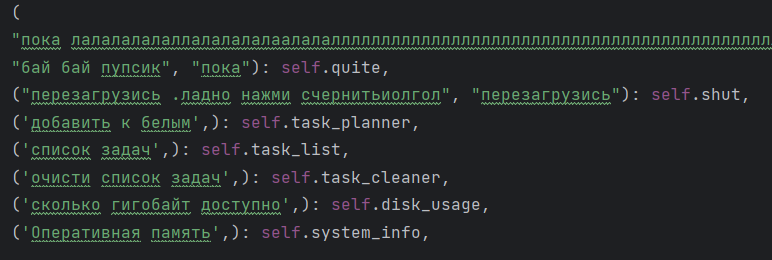 (
"пока лалалалалаллалалалалаалалаллллллллллллллллллллллллллллллллллллллллллллл
"бай бай пупсик", "пока"): self.quite,
("перезагрузись .ладно нажми счернитьиолгол", "перезагрузись"): self.shut,
('добавить к белым',): self.task_planner,
('список задач',): self.task_list,
('очисти список задач',): self.task_cleaner,
('сколько гигобайт доступно',): self.disk_usage,
('Оперативная память',): self.system_info,